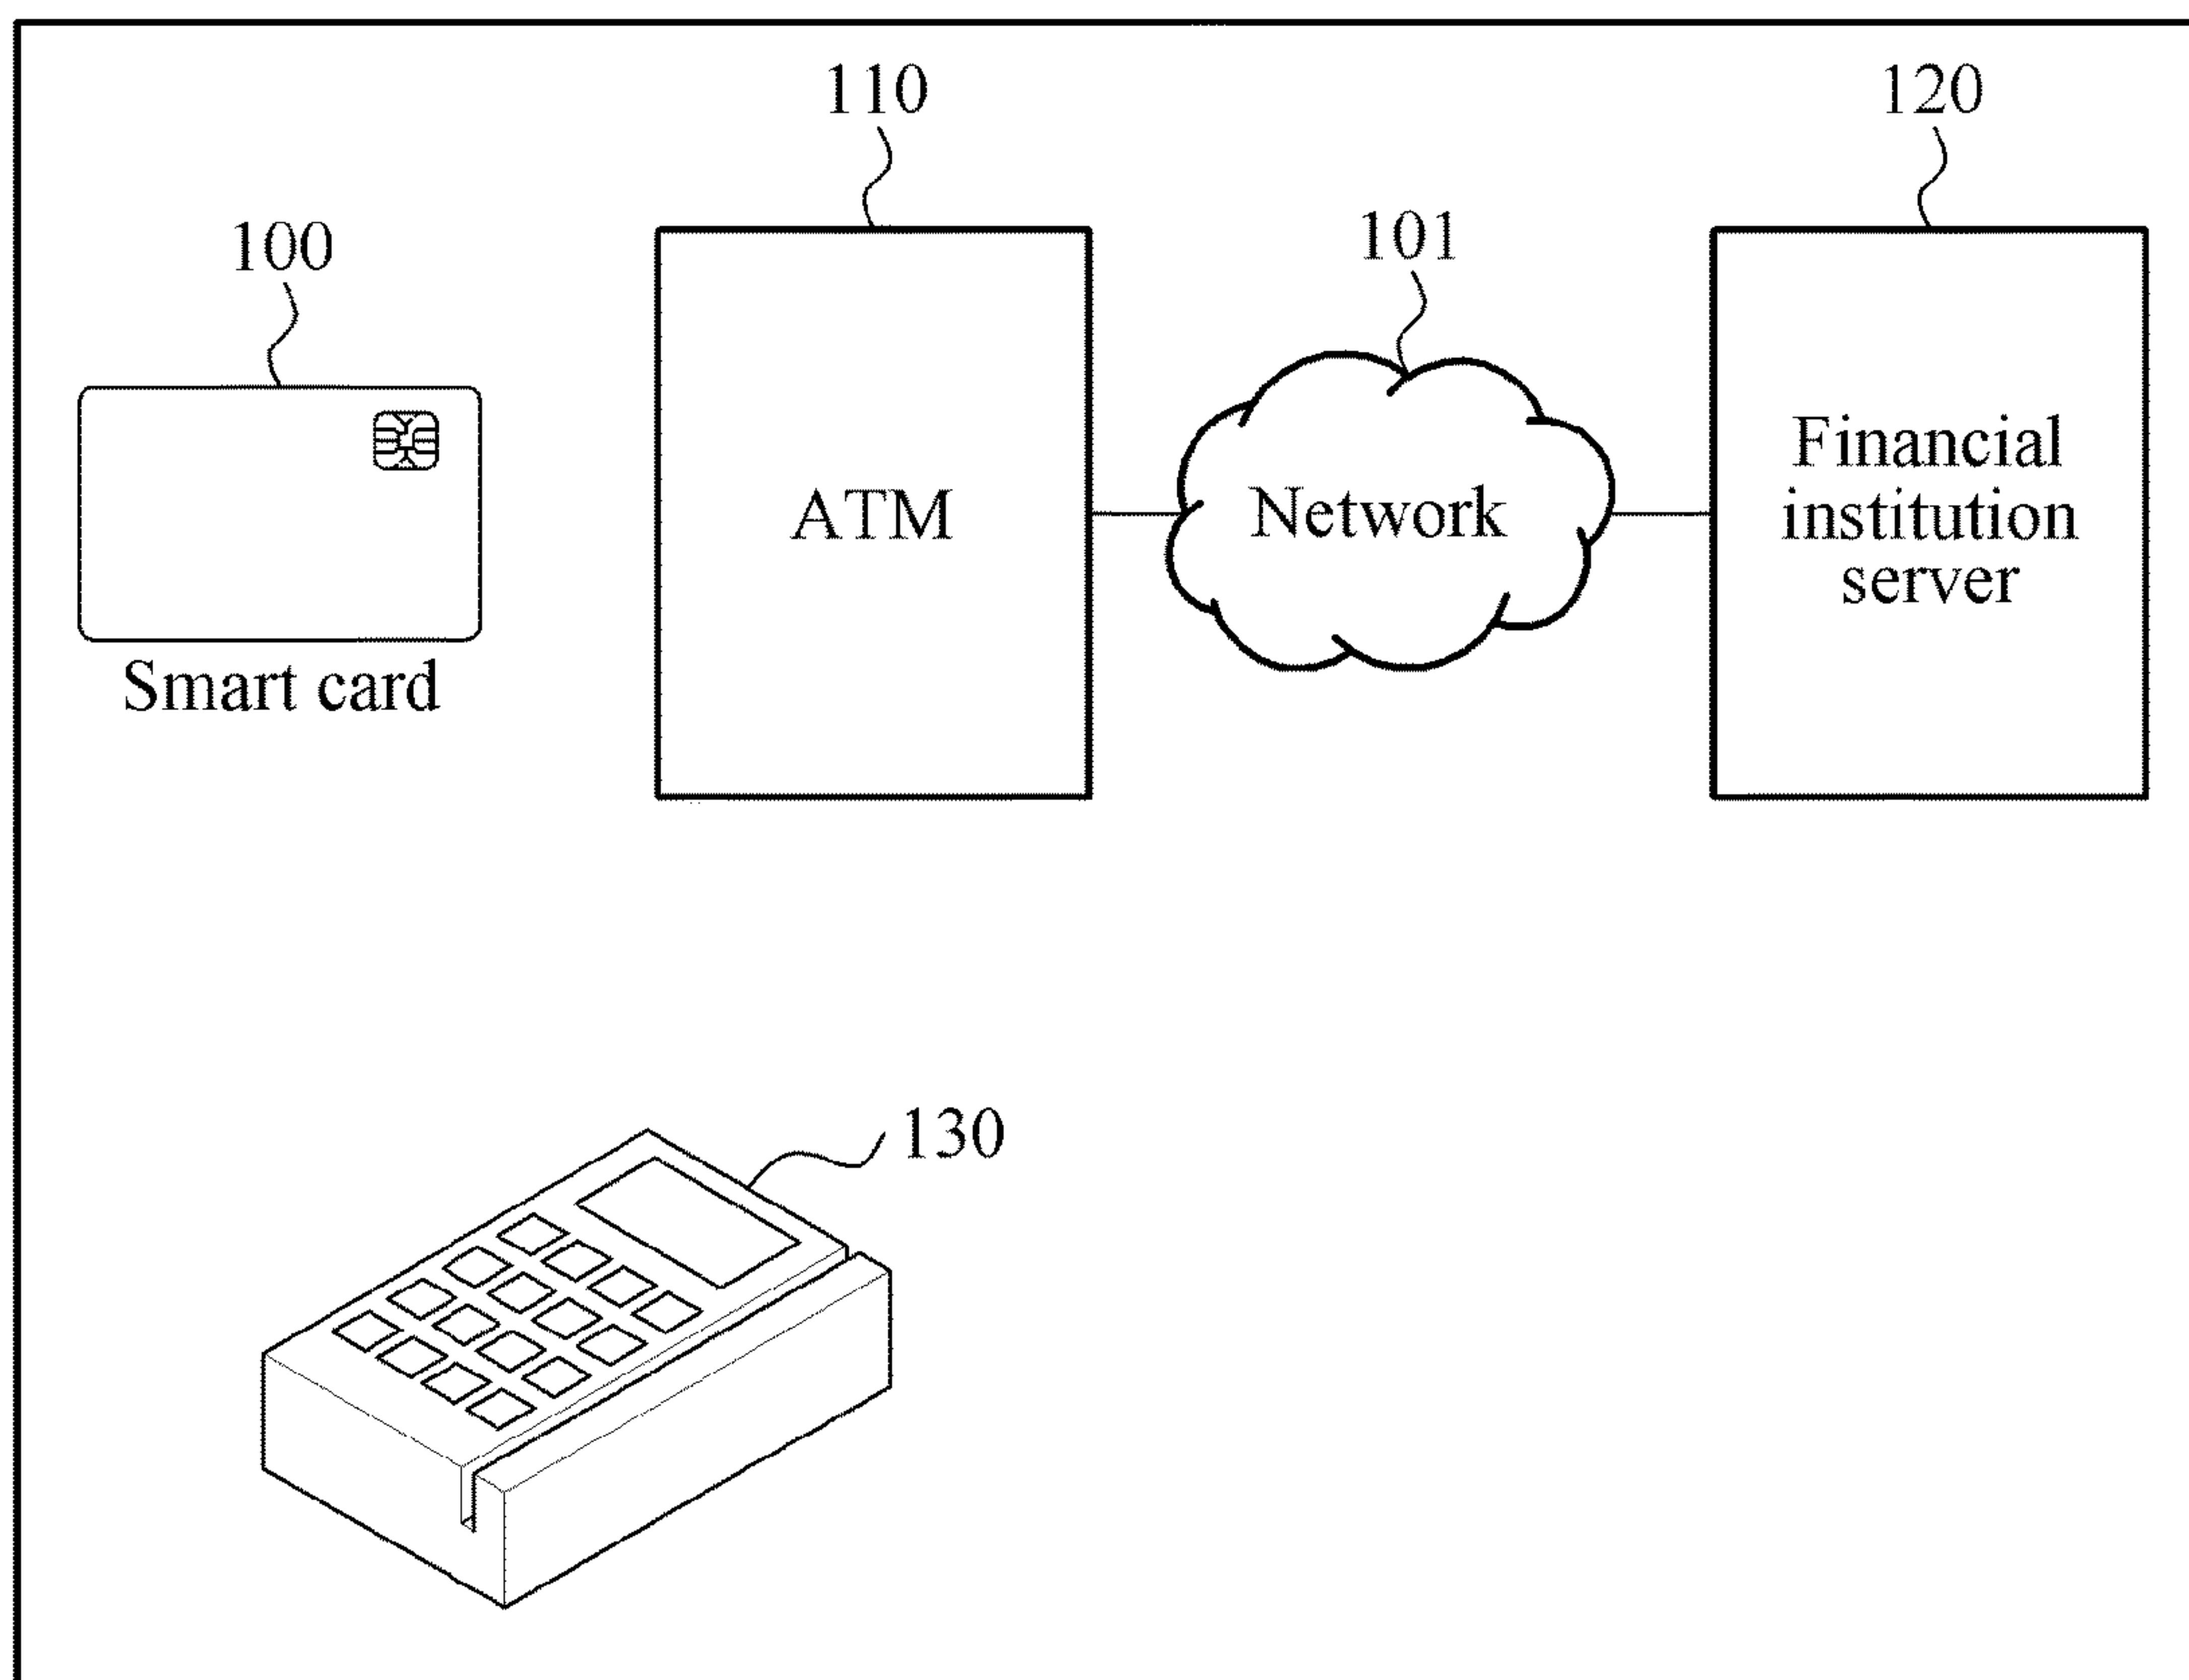 110
120
100
101
ATM
Network
Financial
institution
server
Smart card
130